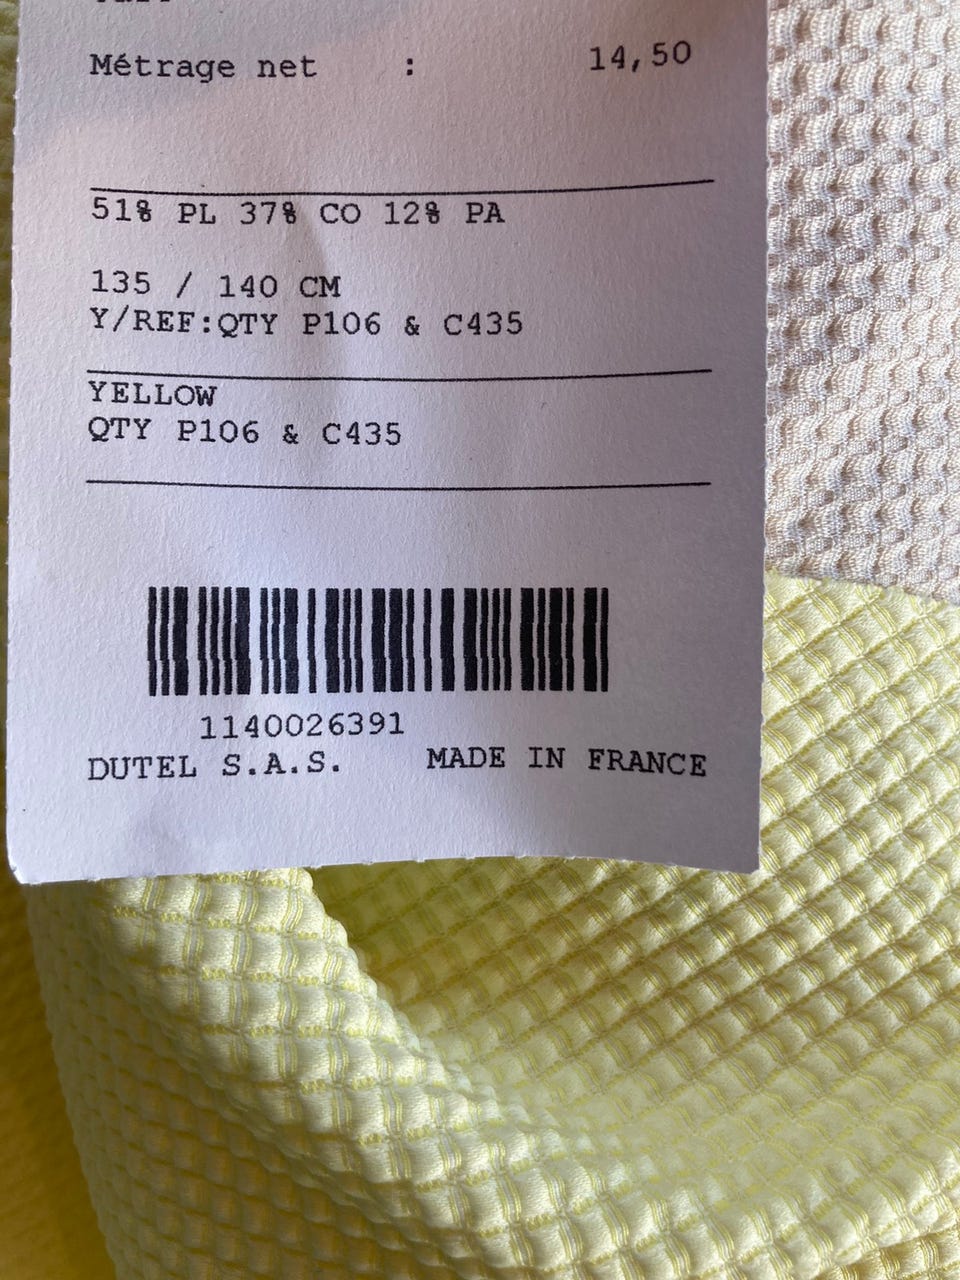 Métrage net : 14,50
51% PL 37% CO 12% PA
135 / 140 CM
Y/REF:QTY P106 & C435
YELLOW
QTY P106 & C435
1140026391
DUTEL S.A.S. MADE IN FRANCE